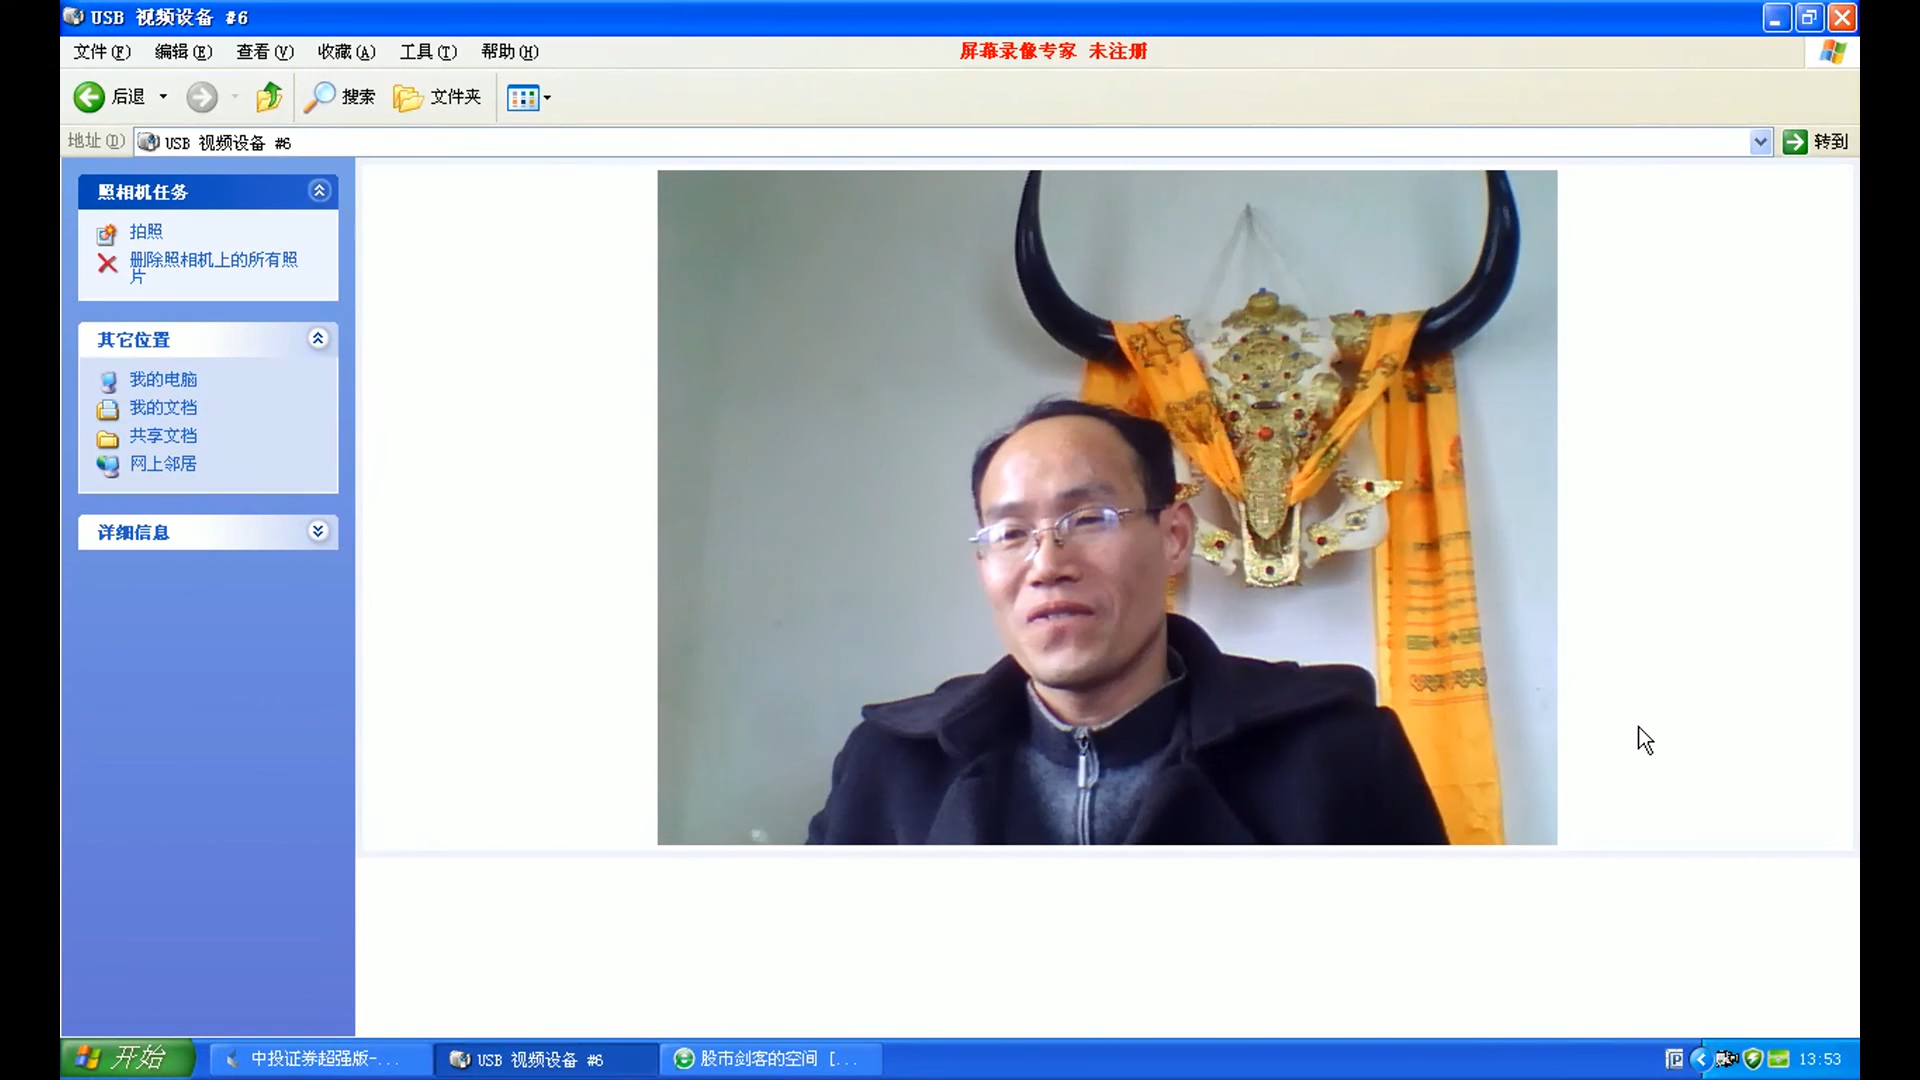 USB 视频设备 #6
文件(F) 编辑(E) 查看(V) 收藏(A) 工具(T) 帮助(H)
屏幕录像专家 未注册
后退 搜索 文件夹
地址(D) USB 视频设备 #6 转到
照相机任务
拍照
删除照相机上的所有照
片
其它位置
我的电脑
我的文档
共享文档
网上邻居
详细信息
开始 中投证券超强版-... USB 视频设备 #6 股市剑客的空间 [... 13:53